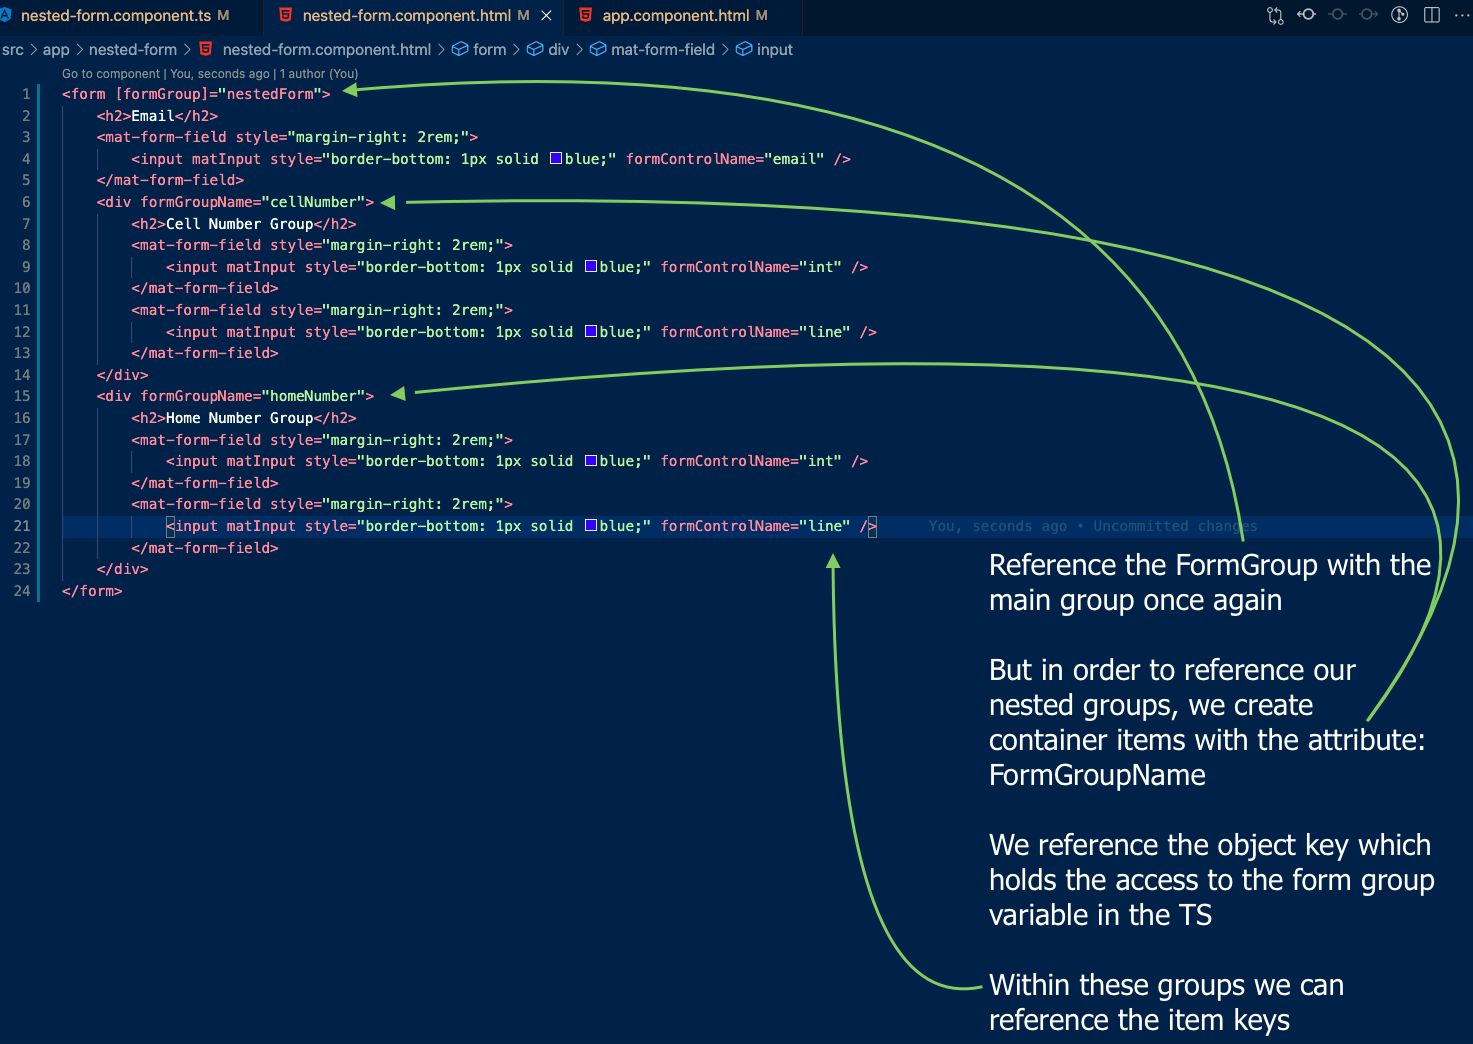 nested-form.component.ts M
nested-form.component.html M
app.component.html M
src > app > nested-form > nested-form.component.html > form > div > mat-form-field > input
Go to component | You, seconds ago | 1 author (You)
1 <form [formGroup]="nestedForm">
2 <h2>Email</h2>
3 <mat-form-field style="margin-right: 2rem;">
4 <input matInput style="border-bottom: 1px solid blue;" formControlName="email" />
5 </mat-form-field>
6 <div formGroupName="cellNumber">
7 <h2>Cell Number Group</h2>
8 <mat-form-field style="margin-right: 2rem;">
9 <input matInput style="border-bottom: 1px solid blue;" formControlName="int" />
10 </mat-form-field>
11 <mat-form-field style="margin-right: 2rem;">
12 <input matInput style="border-bottom: 1px solid blue;" formControlName="line" />
13 </mat-form-field>
14 </div>
15 <div formGroupName="homeNumber">
16 <h2>Home Number Group</h2>
17 <mat-form-field style="margin-right: 2rem;">
18 <input matInput style="border-bottom: 1px solid blue;" formControlName="int" />
19 </mat-form-field>
20 <mat-form-field style="margin-right: 2rem;">
21 <input matInput style="border-bottom: 1px solid blue;" formControlName="line" /> You, seconds ago • Uncommitted changes
22 </mat-form-field>
23 </div>
24 </form>
Reference the FormGroup with the
main group once again
But in order to reference our
nested groups, we create
container items with the attribute:
FormGroupName
We reference the object key which
holds the access to the form group
variable in the TS
Within these groups we can
reference the item keys